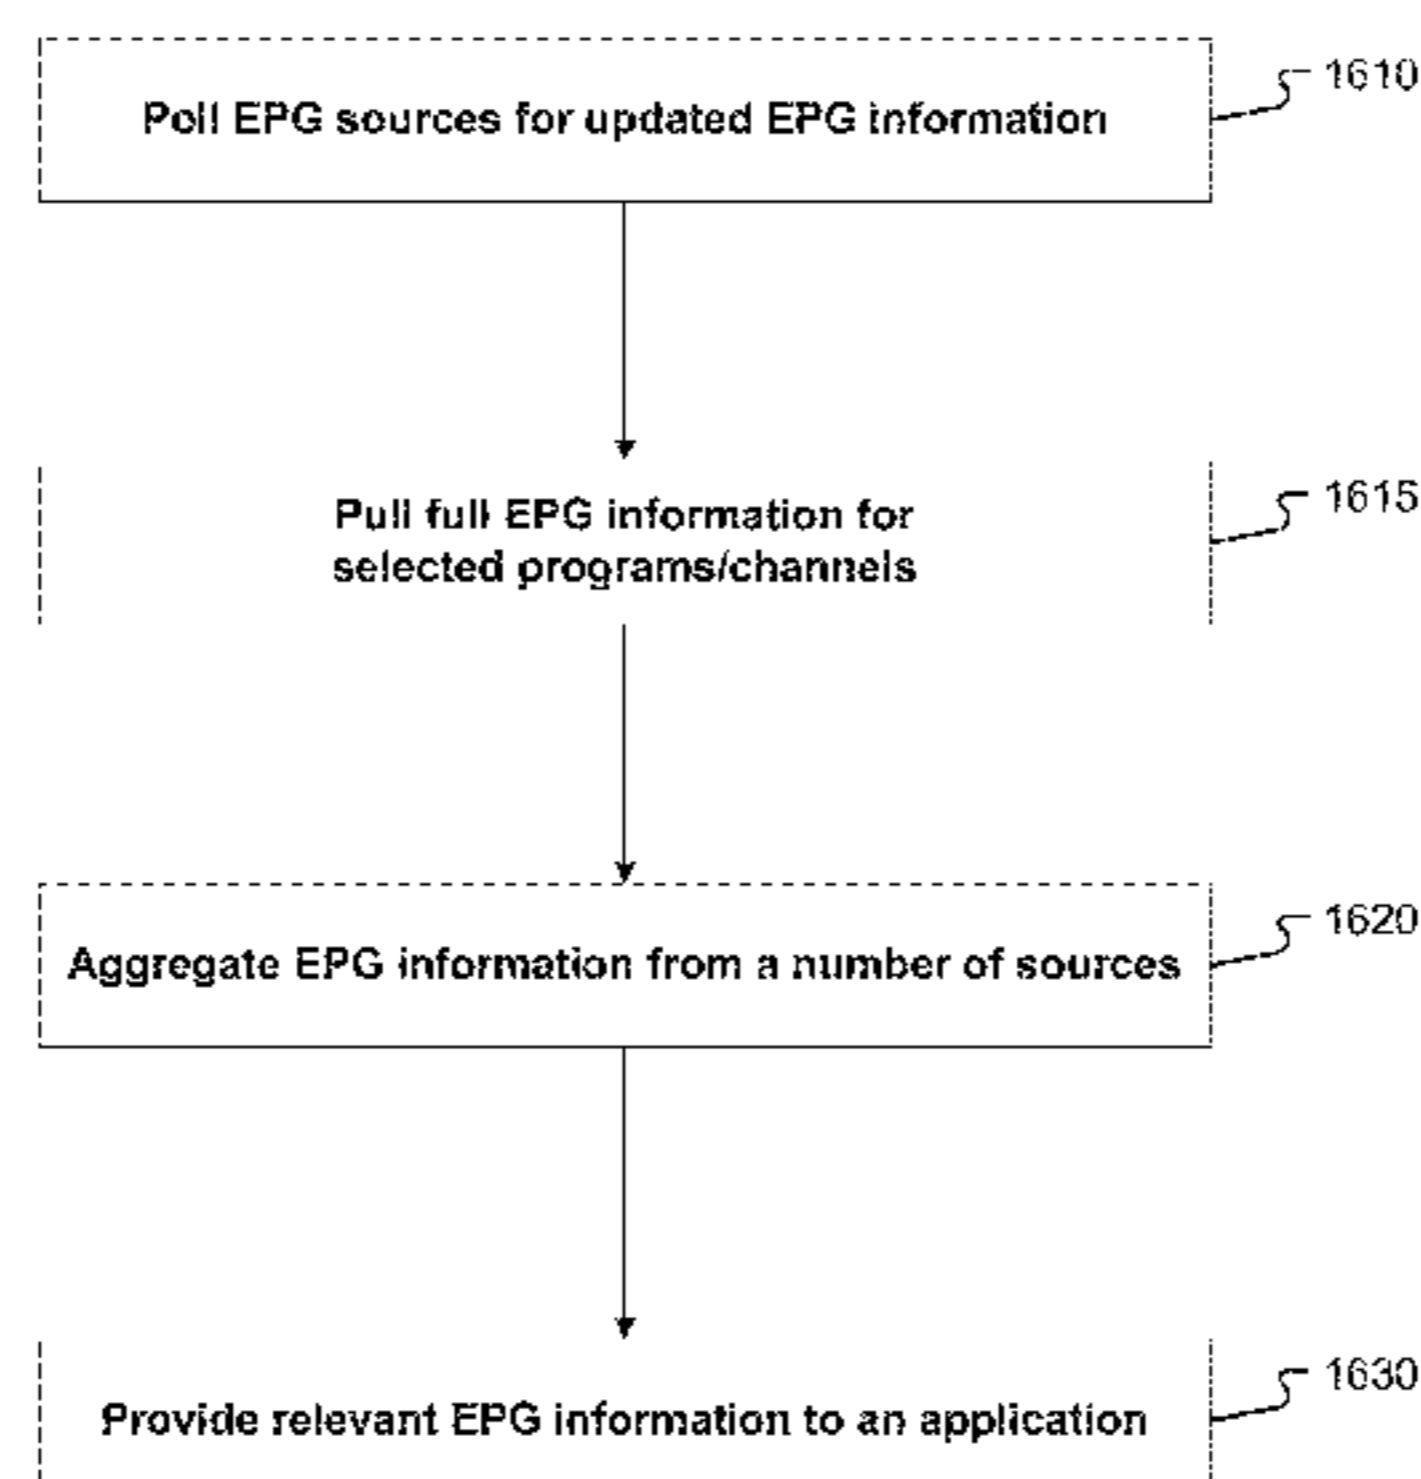 Poll EPG sources for updated EPG information
1610
Pull full EPG information for
selected programs/channels
1615
Aggregate EPG information from a number of sources
1620
Provide relevant EPG information to an application
1630